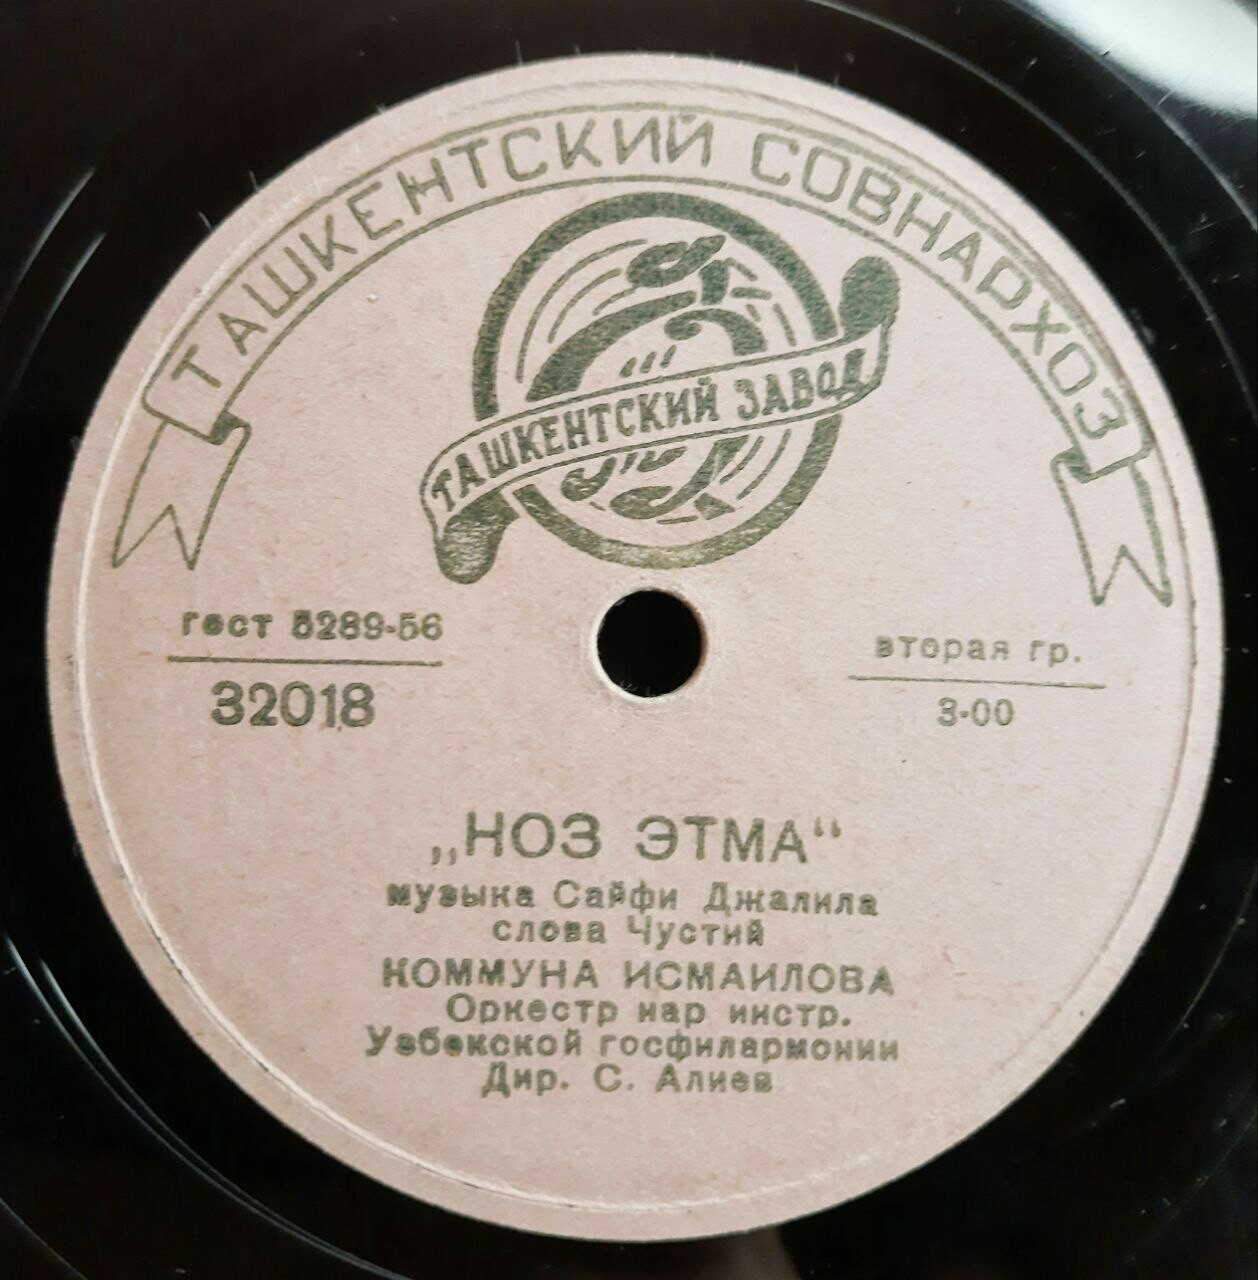 ТАШКЕНТСКИЙ СОВНАРХОЗ
ТАШКЕНТСКИЙ ЗАВОД
гост 5289-56
32018
вторая гр.
3-00
„НОЗ ЭТМА“
музыка Сайфи Джалила
слова Чустий
КОММУНА ИСМАИЛОВА
Оркестр нар инстр.
Узбекской госфилармонии
Дир. С. Алиев